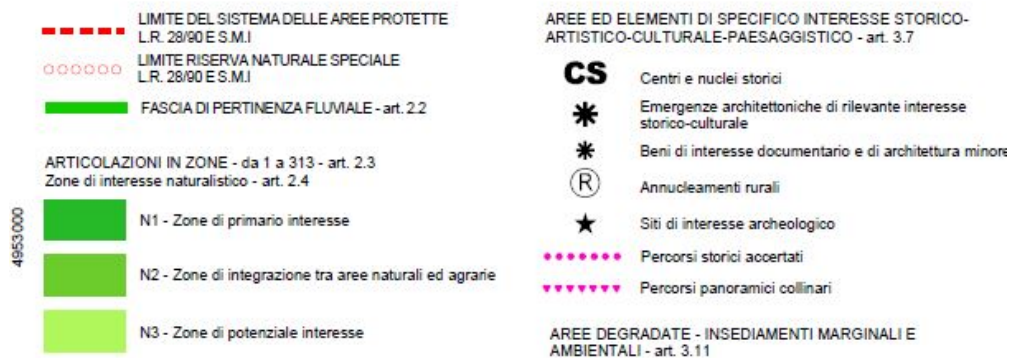 LIMITE DEL SISTEMA DELLE AREE PROTETTE
L.R. 28/90 E S.M.I
LIMITE RISERVA NATURALE SPECIALE
L.R. 28/90 E S.M.I
FASCIA DI PERTINENZA FLUVIALE - art. 2.2
ARTICOLAZIONI IN ZONE - da 1 a 313 - art. 2.3
Zone di interesse naturalistico - art. 2.4
4953000
N1 - Zone di primario interesse
N2 - Zone di integrazione tra aree naturali ed agrarie
N3 - Zone di potenziale interesse
AREE ED ELEMENTI DI SPECIFICO INTERESSE STORICO-
ARTISTICO-CULTURALE-PAESAGGISTICO - art. 3.7
CS Centri e nuclei storici
Emergenze architettoniche di rilevante interesse
storico-culturale
Beni di interesse documentario e di architettura minore
R Annucleamenti rurali
Siti di interesse archeologico
Percorsi storici accertati
Percorsi panoramici collinari
AREE DEGRADATE - INSEDIAMENTI MARGINALI E
AMBIENTALI - art. 3.11